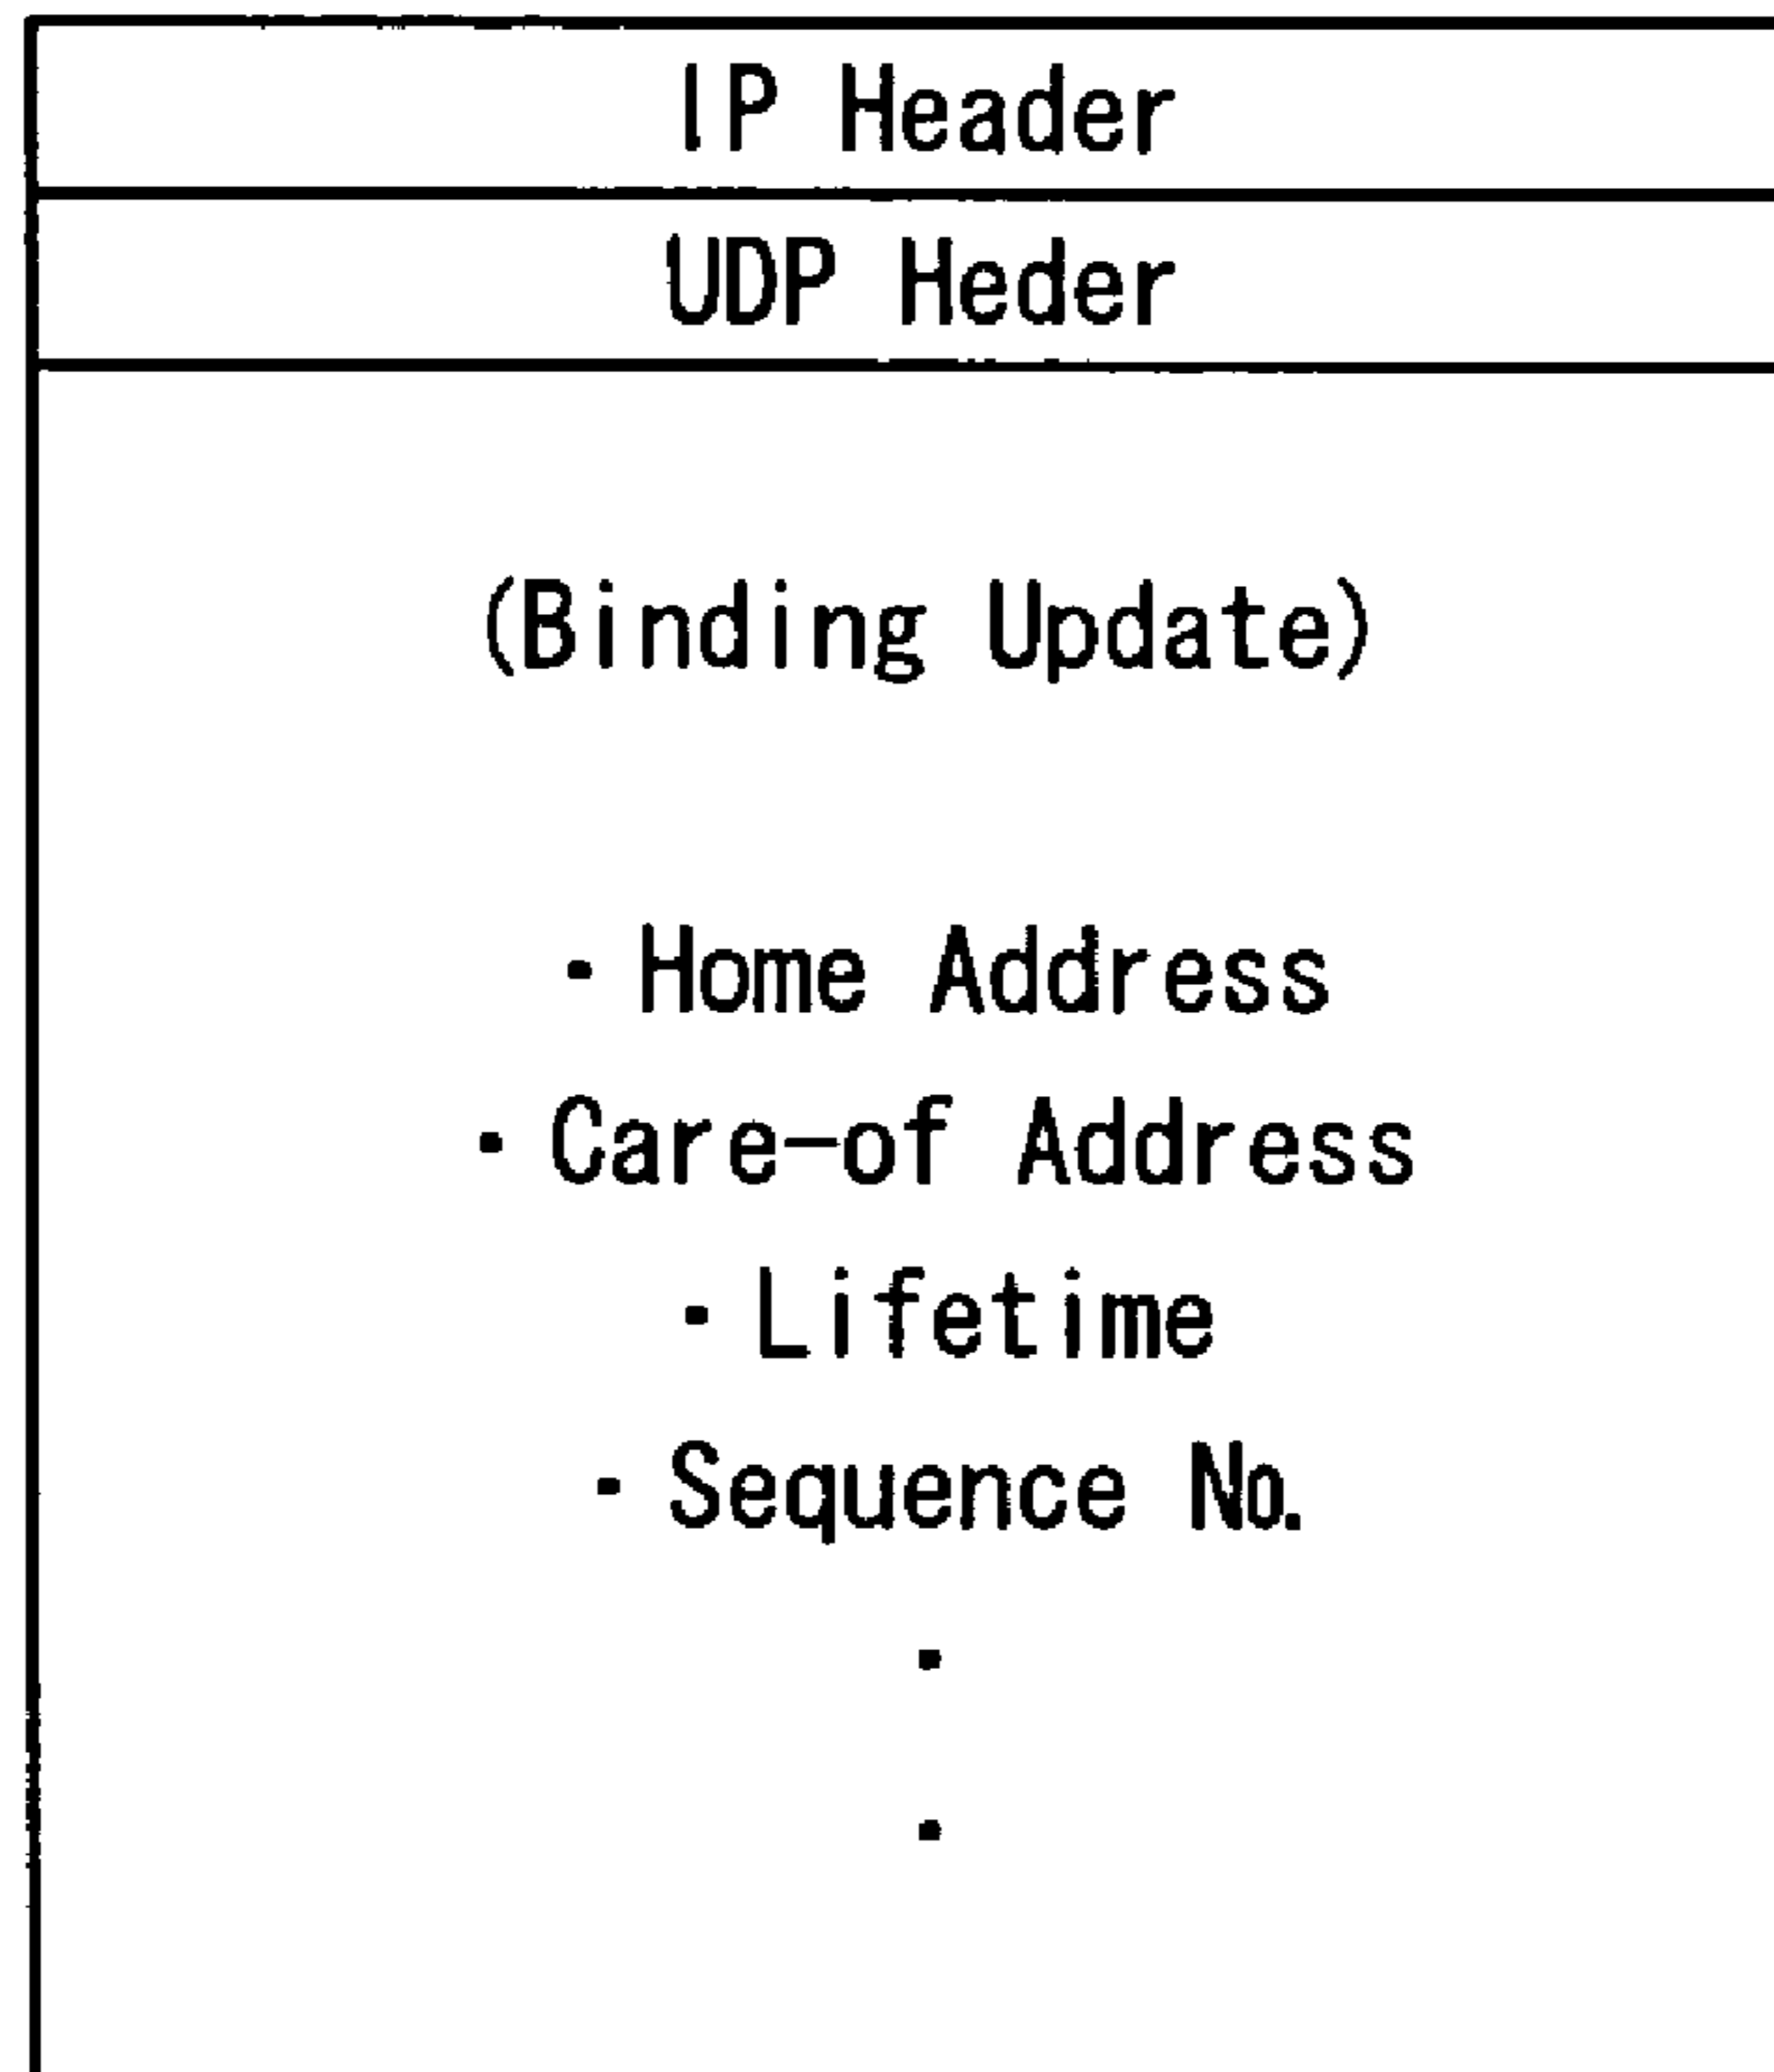 IP Header
UDP Heder
(Binding Update)
・Home Address
・Care-of Address
・Lifetime
・Sequence No.
・
・